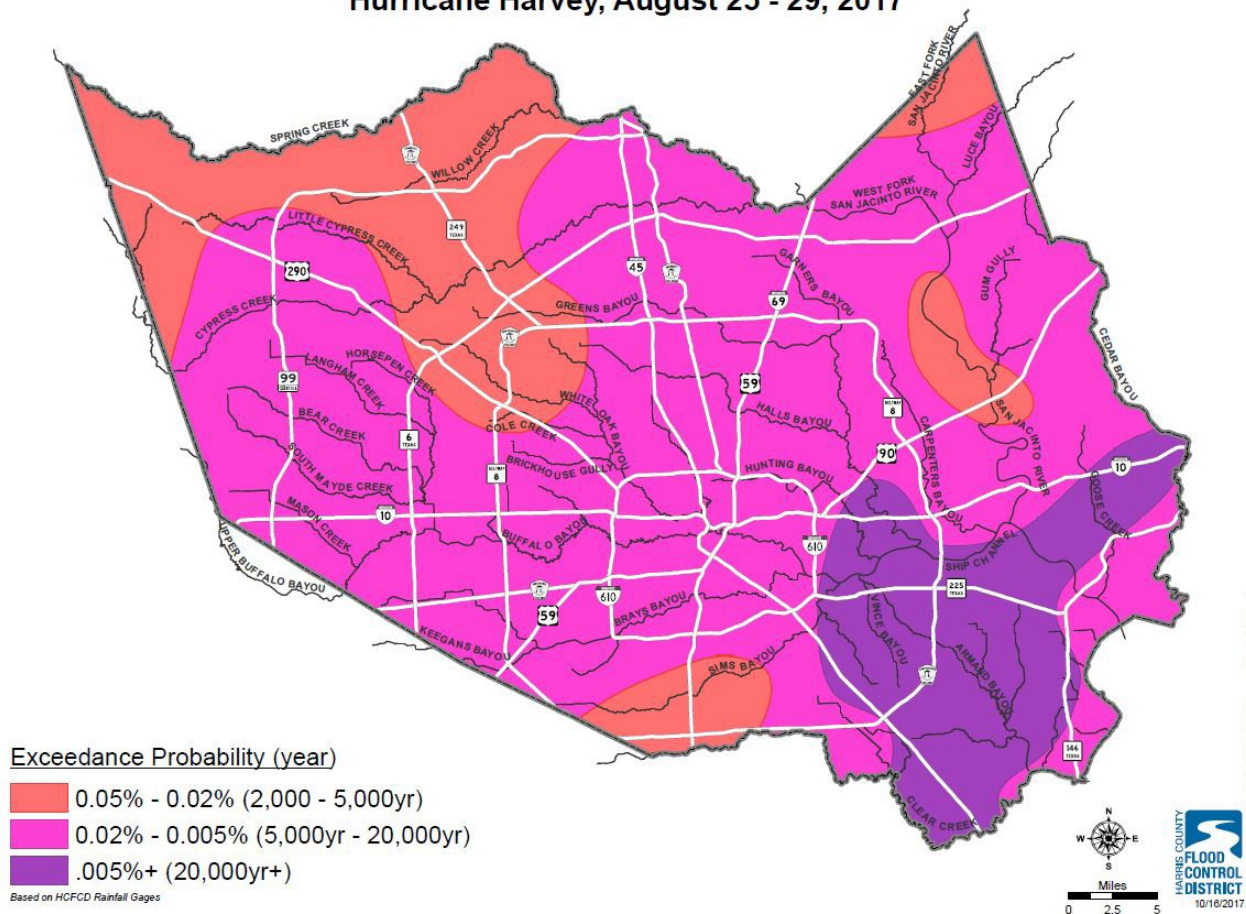 Hurricane Harvey, August 25 - 29, 2017
EAST FORK
SAN JACINTO RIVER
SPRING CREEK
WILLOW CREEK
LUCE BAYOU
WEST FORK
SAN JACINTO RIVER
LITTLE CYPRESS CREEK
249
TEXAS
290
45
GARNERS BAYOU
GUM GULLY
69
GREENS BAYOU
CYPRESS CREEK
CEDAR BAYOU
HORSEPEN CREEK
LANGHAM CREEK
99
59
WHITE OAK BAYOU
HALLS BAYOU
BELTWAY
8
SAN JACINTO RIVER
BEAR CREEK
COLE CREEK
CARPENTERS BAYOU
6
TEXAS
90
SOUTH MAYDE CREEK
BRICKHOUSE GULLY
BELTWAY
8
HUNTING BAYOU
10
GOOSE CREEK
MASON CREEK
10
BUFFALO BAYOU
610
SHIP CHANNEL
UPPER BUFFALO BAYOU
225
TEXAS
610
59
BRAYS BAYOU
VINCE BAYOU
KEEGANS BAYOU
SIMS BAYOU
ARMAND BAYOU
146
TEXAS
CLEAR CREEK
Exceedance Probability (year)
0.05% - 0.02% (2,000 - 5,000yr)
0.02% - 0.005% (5,000yr - 20,000yr)
.005%+ (20,000yr+)
Based on HCFCD Rainfall Gages
N
W
E
S
Miles
0 2.5 5
HARRIS COUNTY
FLOOD
CONTROL
DISTRICT
10/16/2017